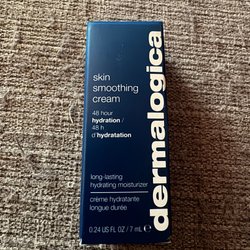 skin
smoothing
cream
48 hour
hydration /
48 h
d'hydratation
long-lasting
hydrating moisturizer
crème hydratante
longue durée
0.24 US FL OZ / 7 mL ℮
dermalogica